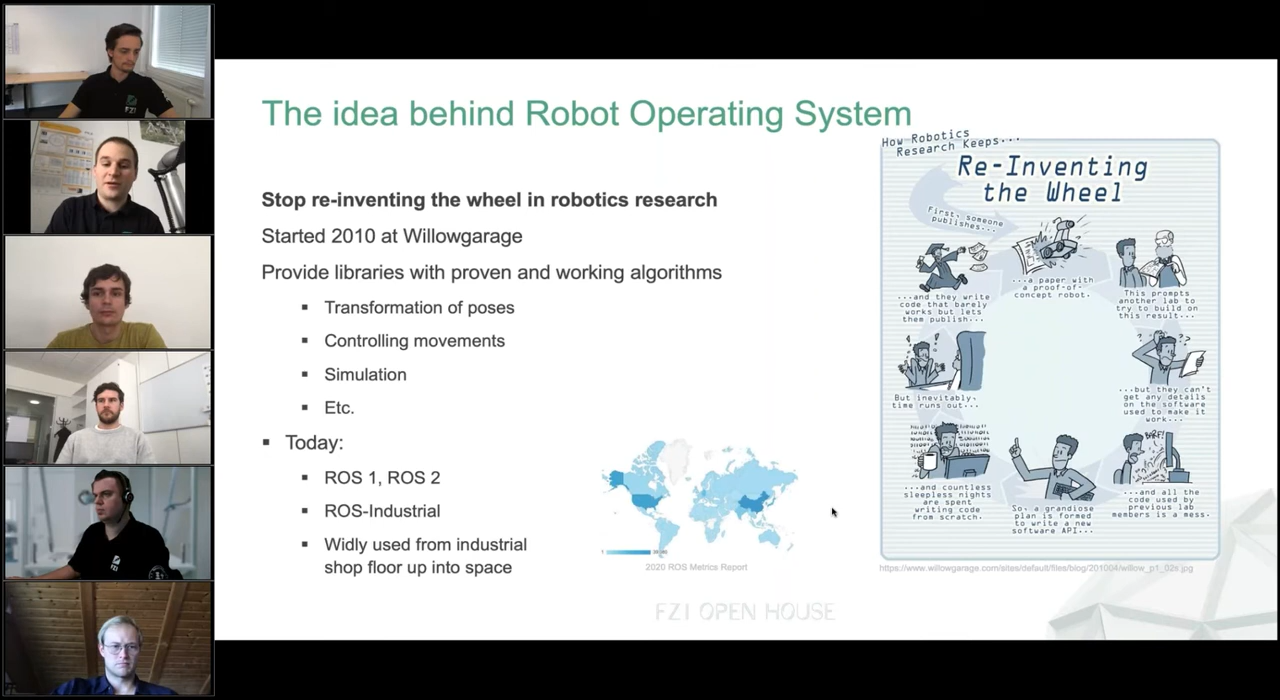 The idea behind Robot Operating System
Stop re-inventing the wheel in robotics research
Started 2010 at Willowgarage
Provide libraries with proven and working algorithms
▪ Transformation of poses
▪ Controlling movements
▪ Simulation
▪ Etc.
▪ Today:
▪ ROS 1, ROS 2
▪ ROS-Industrial
▪ Widly used from industrial
shop floor up into space
2020 ROS Metrics Report
How Robotics
Research Keeps...
Re-Inventing
the Wheel
First, someone
publishes...
...a paper with
a proof-of-
concept robot.
This prompts
another lab to
try to build on
this result...
...but they can't
get any details
on the software
used to make it
work...
BARF!
...and all the
code used by
previous lab
members is a mess.
So, a grandiose
plan is formed
to write a new
software API...
...and countless
sleepless nights
are spent
writing code
from scratch.
But inevitably,
time runs out...
...and they write
code that barely
works but lets
them publish...
https://www.willowgarage.com/sites/default/files/blog/201004/willow_p1_02s.jpg
FZI OPEN HOUSE
FZI
FZI